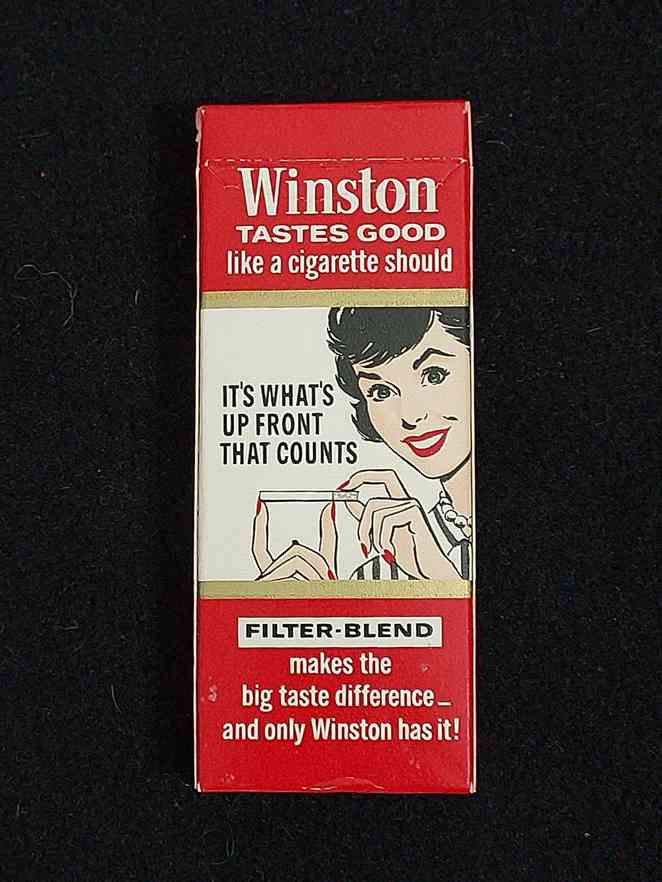 Winston
TASTES GOOD
like a cigarette should
IT'S WHAT'S
UP FRONT
THAT COUNTS
FILTER-BLEND
makes the
big taste difference–
and only Winston has it!